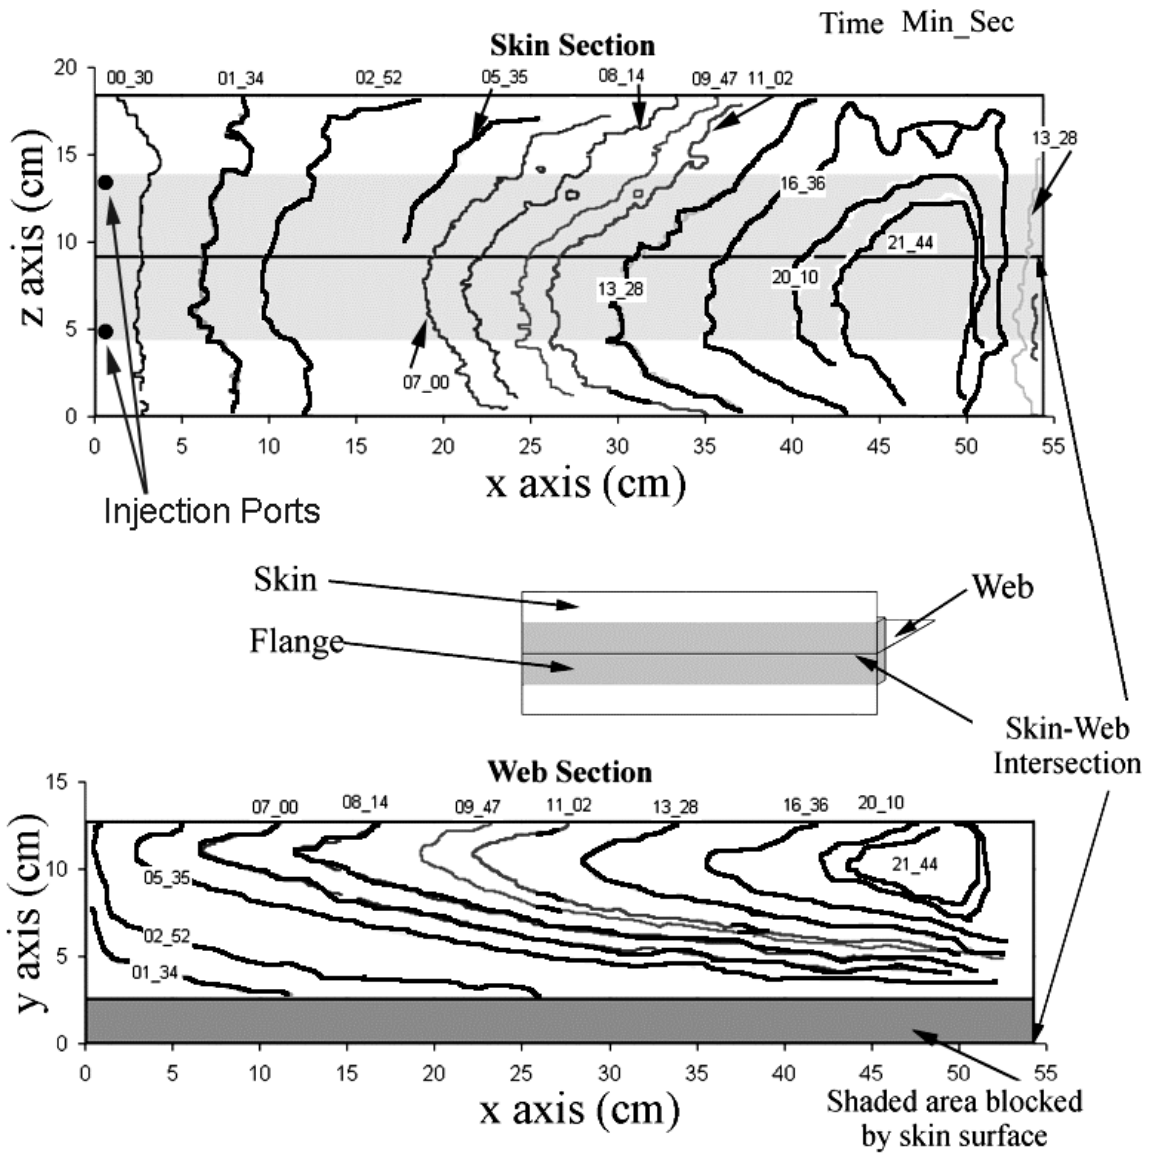 Time Min_Sec
Skin Section
20
00_30 01_34 02_52 05_35 08_14 09_47 11_02
15
13_28
16_36
z axis (cm)
10
21_44
20_10
13_28
5
07_00
0
0 5 10 15 20 25 30 35 40 45 50 55
x axis (cm)
Injection Ports
Skin
Web
Flange
Skin-Web
Intersection
Web Section
15
07_00 08_14 09_47 11_02 13_28 16_36 20_10
10
21_44
05_35
y axis (cm)
02_52
5
01_34
0
0 5 10 15 20 25 30 35 40 45 50 55
x axis (cm)
Shaded area blocked
by skin surface